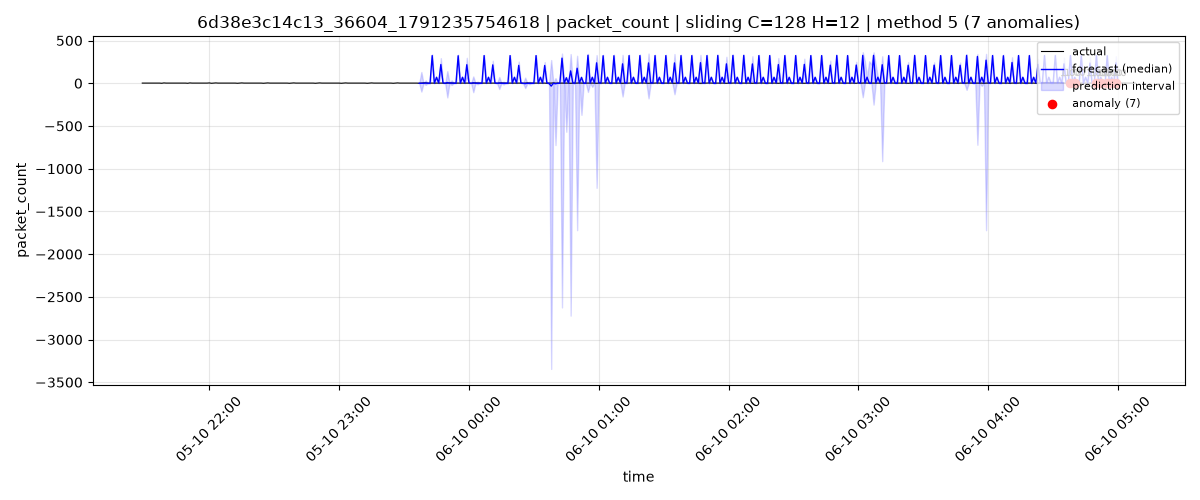 6d38e3c14c13_36604_1791235754618 | packet_count | sliding C=128 H=12 | method 5 (7 anomalies)
500
0
−500
−1000
−1500
−2000
−2500
−3000
−3500
packet_count
actual
forecast (median)
prediction interval
anomaly (7)
05-10 22:00
05-10 23:00
06-10 00:00
06-10 01:00
06-10 02:00
06-10 03:00
06-10 04:00
06-10 05:00
time